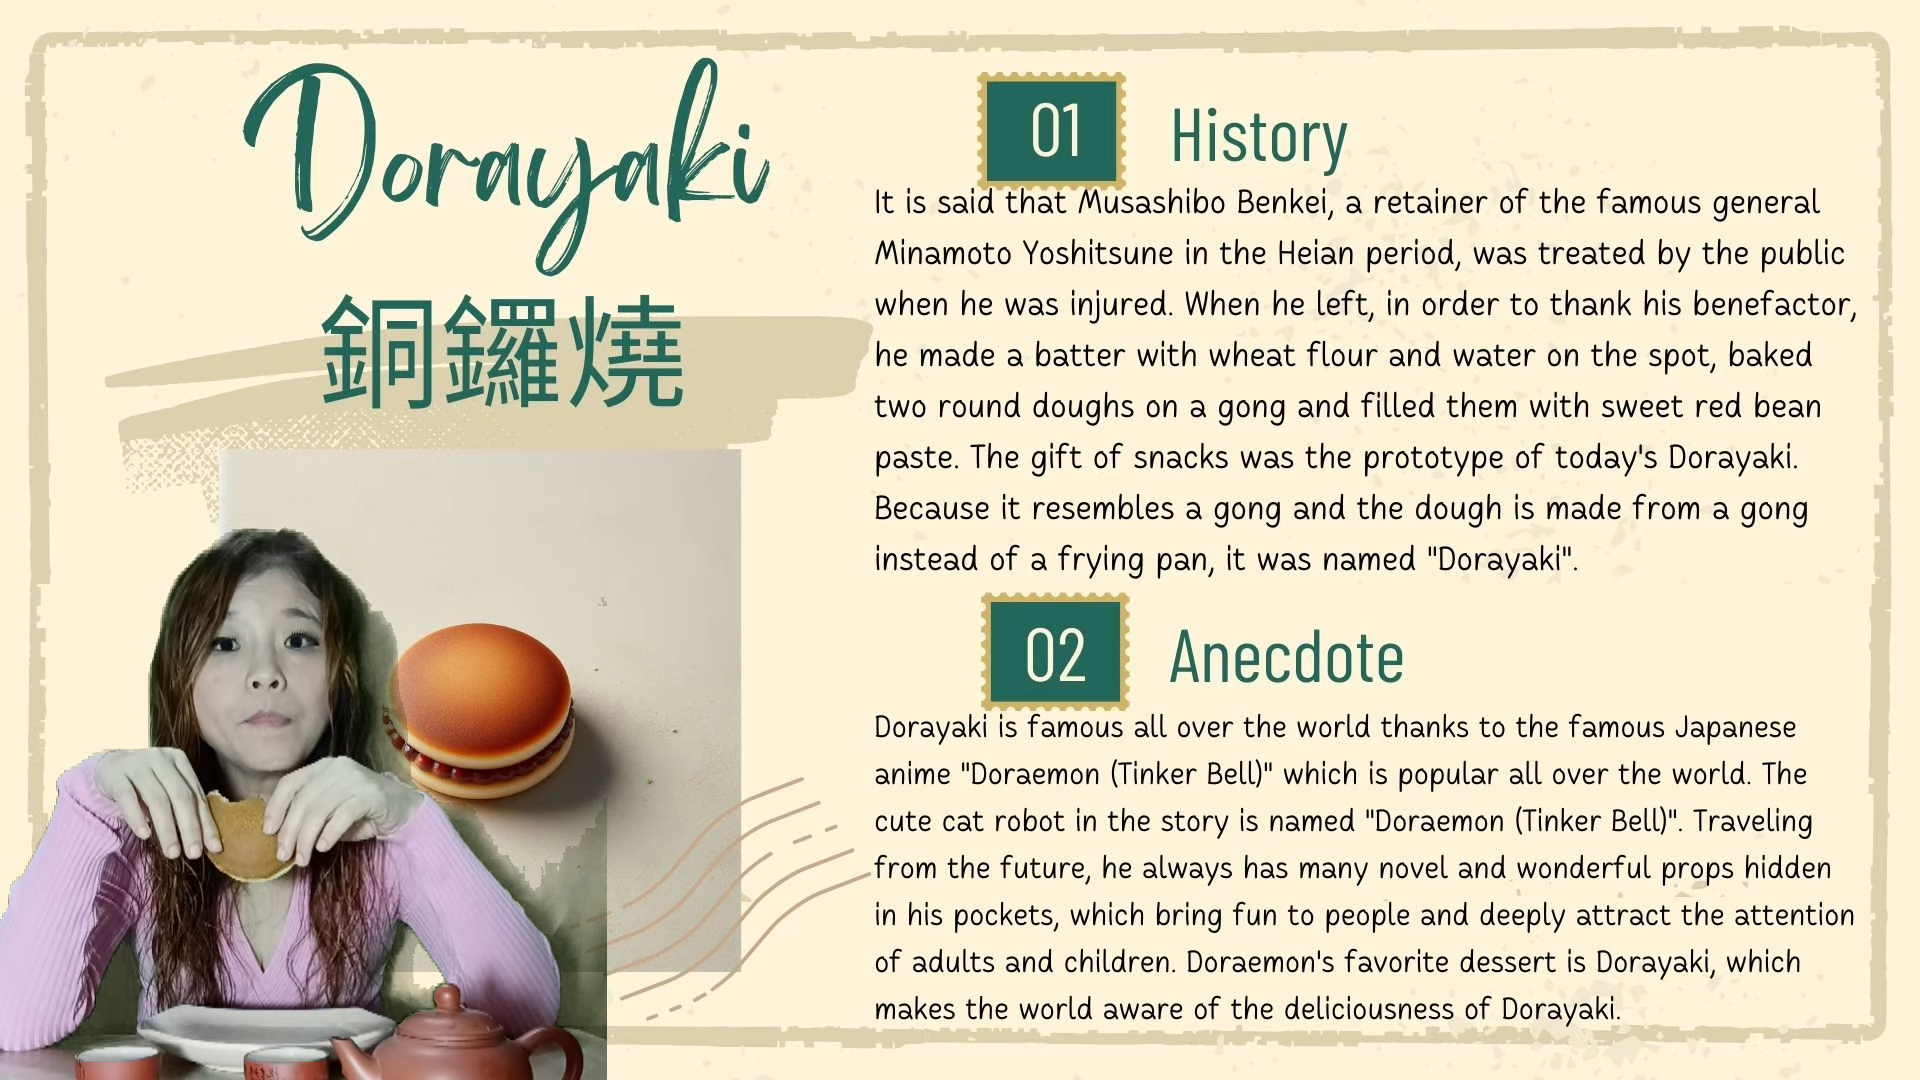 Dorayaki
銅鑼燒
01
History
It is said that Musashibo Benkei, a retainer of the famous general
Minamoto Yoshitsune in the Heian period, was treated by the public
when he was injured. When he left, in order to thank his benefactor,
he made a batter with wheat flour and water on the spot, baked
two round doughs on a gong and filled them with sweet red bean
paste. The gift of snacks was the prototype of today's Dorayaki.
Because it resembles a gong and the dough is made from a gong
instead of a frying pan, it was named "Dorayaki".
02
Anecdote
Dorayaki is famous all over the world thanks to the famous Japanese
anime "Doraemon (Tinker Bell)" which is popular all over the world. The
cute cat robot in the story is named "Doraemon (Tinker Bell)". Traveling
from the future, he always has many novel and wonderful props hidden
in his pockets, which bring fun to people and deeply attract the attention
of adults and children. Doraemon's favorite dessert is Dorayaki, which
makes the world aware of the deliciousness of Dorayaki.